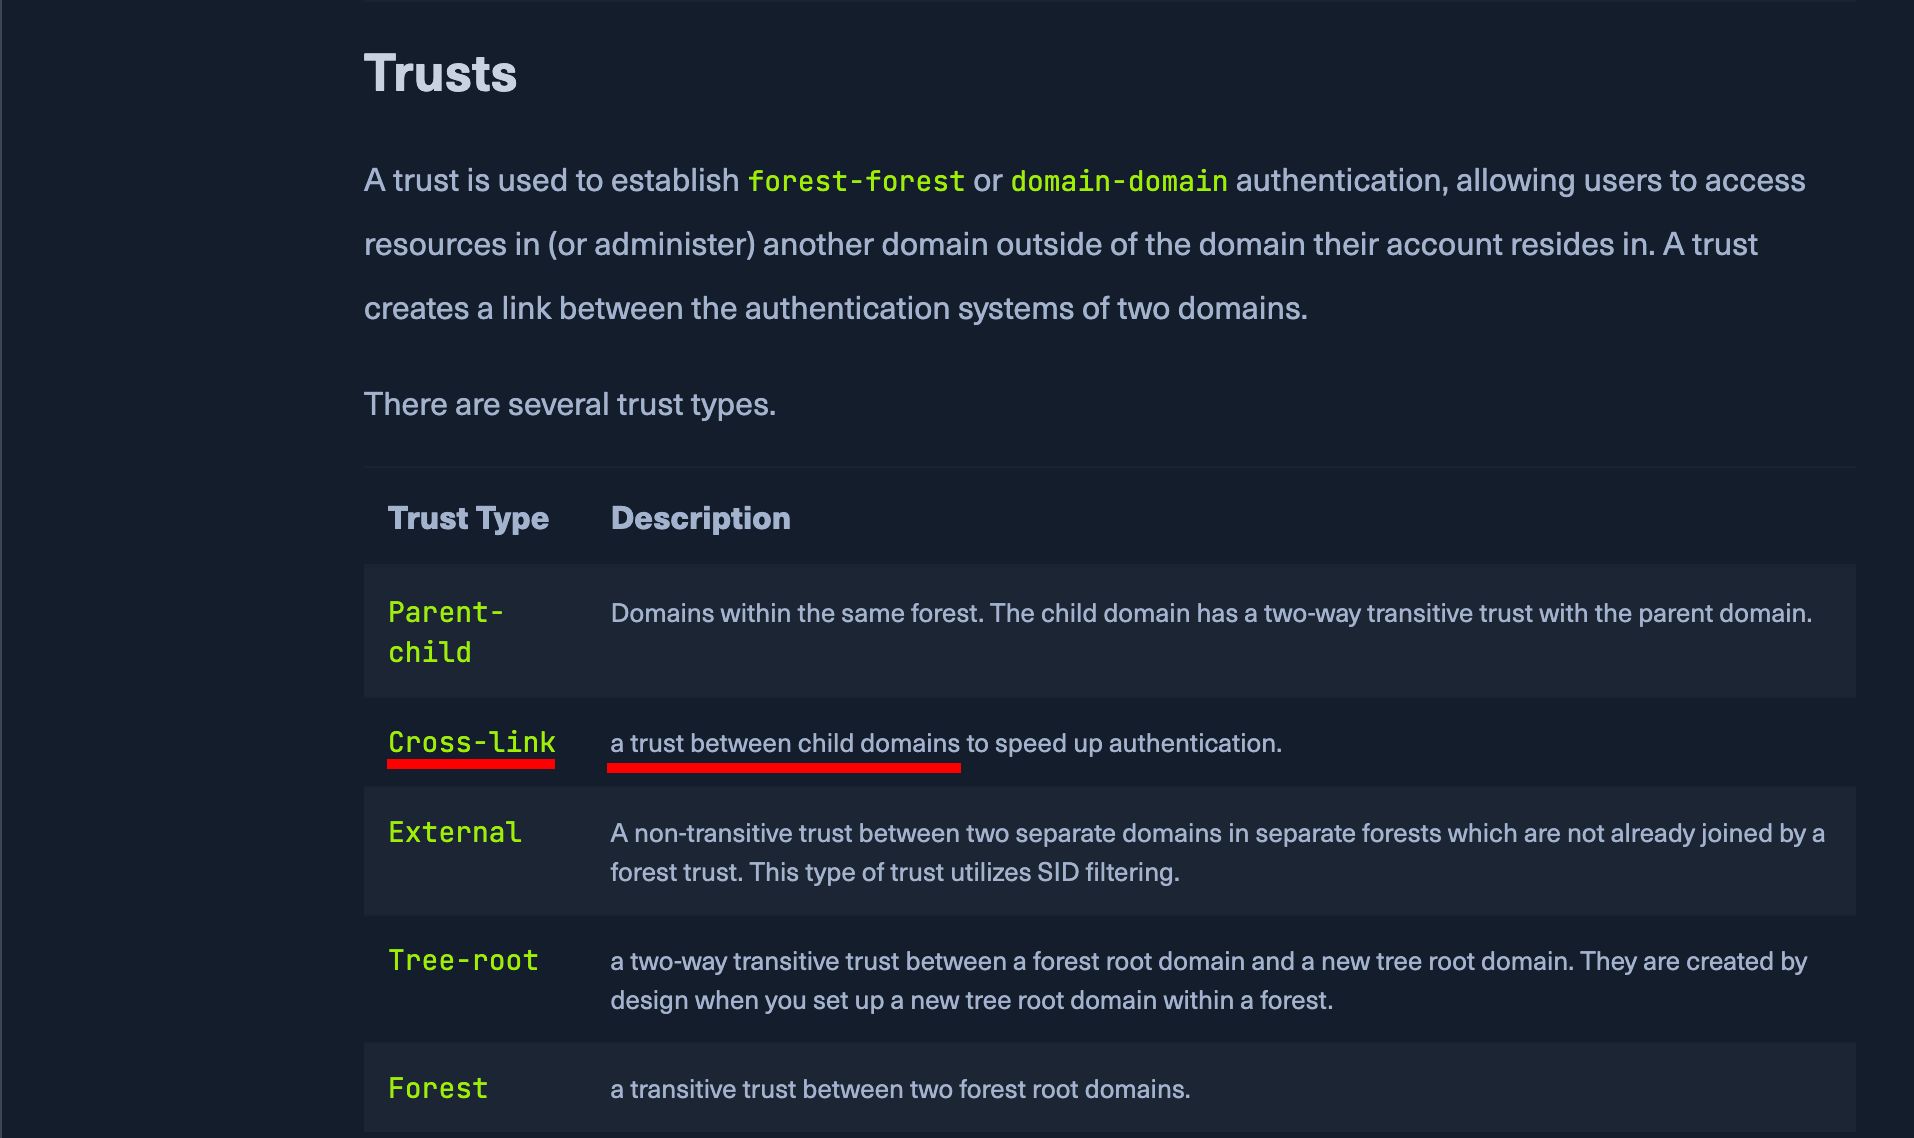 Trusts
A trust is used to establish forest-forest or domain-domain authentication, allowing users to access
resources in (or administer) another domain outside of the domain their account resides in. A trust
creates a link between the authentication systems of two domains.
There are several trust types.
Trust Type Description
Parent- Domains within the same forest. The child domain has a two-way transitive trust with the parent domain.
child
Cross-link a trust between child domains to speed up authentication.
External A non-transitive trust between two separate domains in separate forests which are not already joined by a
forest trust. This type of trust utilizes SID filtering.
Tree-root a two-way transitive trust between a forest root domain and a new tree root domain. They are created by
design when you set up a new tree root domain within a forest.
Forest a transitive trust between two forest root domains.